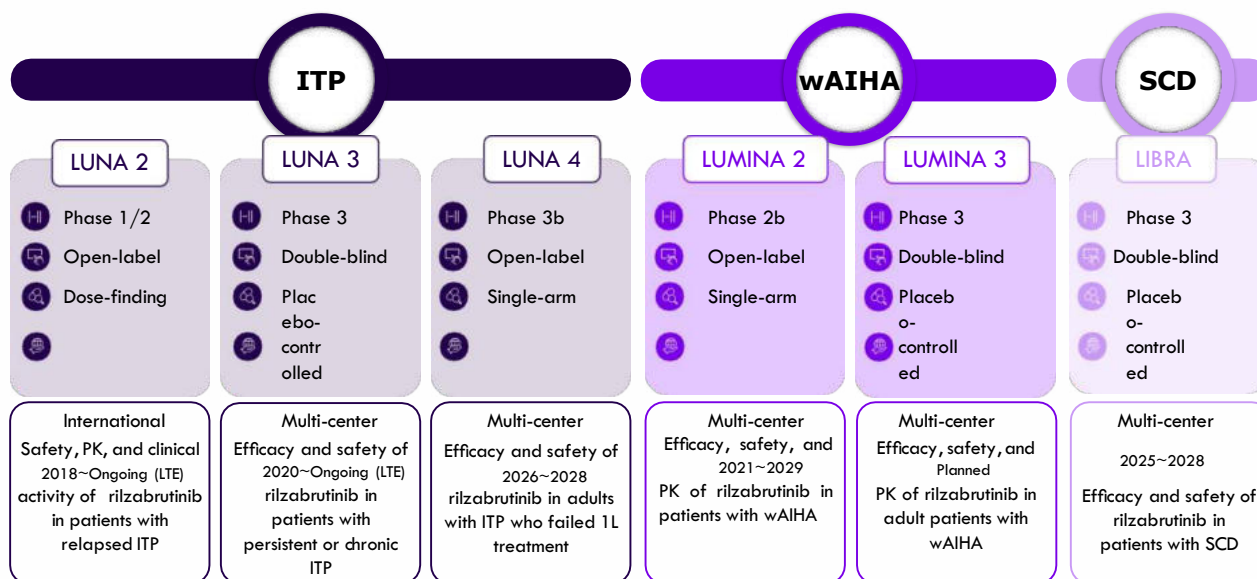 ITP
wAIHA
SCD
LUNA 2
Phase 1/2
Open-label
Dose-finding
International
Safety, PK, and clinical
2018~Ongoing (LTE)
activity of rilzabrutinib
in patients with
relapsed ITP
LUNA 3
Phase 3
Double-blind
Plac
ebo-
contr
olled
Multi-center
Efficacy and safety of
2020~Ongoing (LTE)
rilzabrutinib in
patients with
persistent or chronic
ITP
LUNA 4
Phase 3b
Open-label
Single-arm
Multi-center
Efficacy and safety of
2026~2028
rilzabrutinib in adults
with ITP who failed 1L
treatment
LUMINA 2
Phase 2b
Open-label
Single-arm
Multi-center
Efficacy, safety, and
2021~2029
PK of rilzabrutinib in
patients with wAIHA
LUMINA 3
Phase 3
Double-blind
Placeb
o-
controll
ed
Multi-center
Efficacy, safety, and
Planned
PK of rilzabrutinib in
adult patients with
wAIHA
LIBRA
Phase 3
Double-blind
Placeb
o-
controll
ed
Multi-center
2025~2028
Efficacy and safety of
rilzabrutinib in
patients with SCD